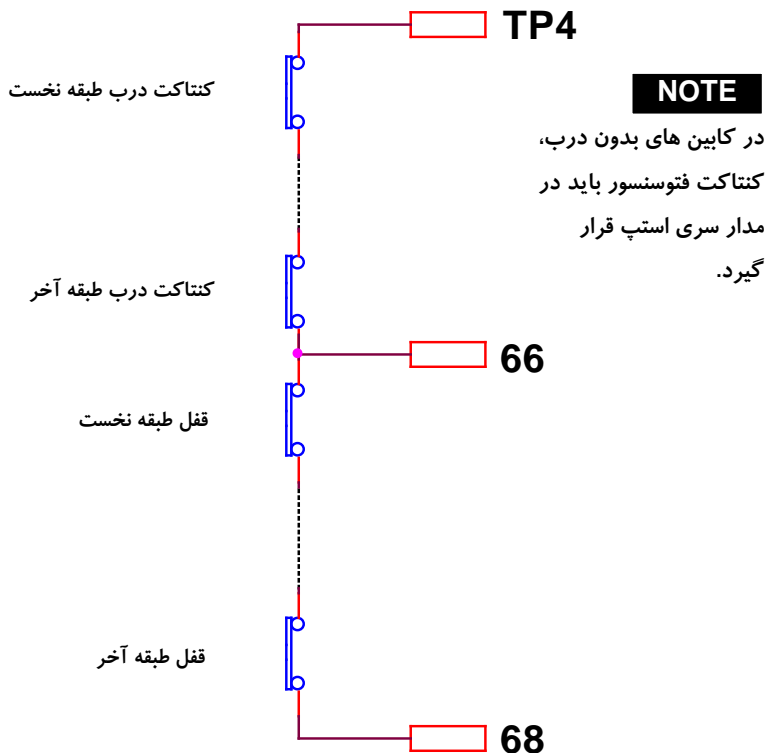 TP4
کنتاکت درب طبقه نخست
NOTE
در کابین های بدون درب،
کنتاکت فتوسنسور باید در
مدار سری استپ قرار
گیرد.
کنتاکت درب طبقه آخر
66
قفل طبقه نخست
قفل طبقه آخر
68